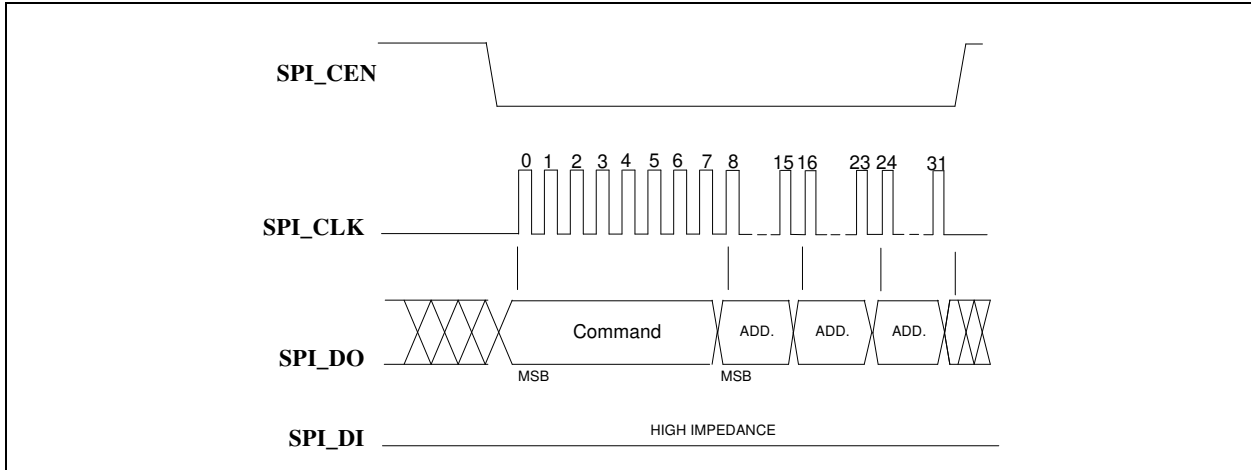 SPI_CEN
0 1 2 3 4 5 6 7 8 15 16 23 24 31
SPI_CLK
SPI_DO
Command ADD. ADD. ADD.
MSB MSB
SPI_DI
HIGH IMPEDANCE